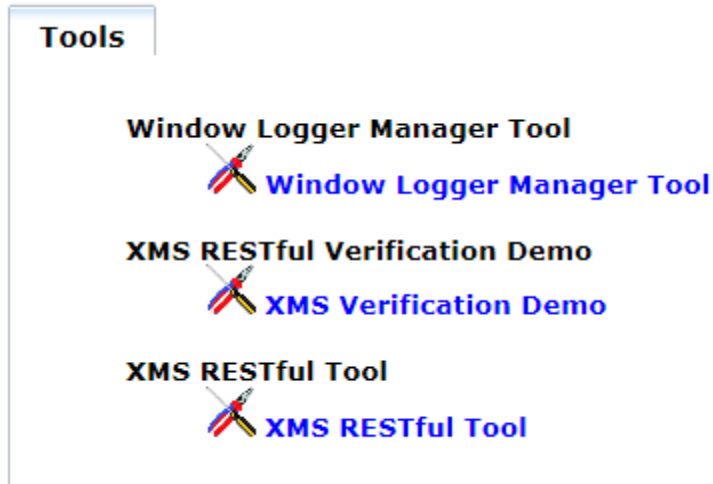 Tools
Window Logger Manager Tool
Window Logger Manager Tool
XMS RESTful Verification Demo
XMS Verification Demo
XMS RESTful Tool
XMS RESTful Tool